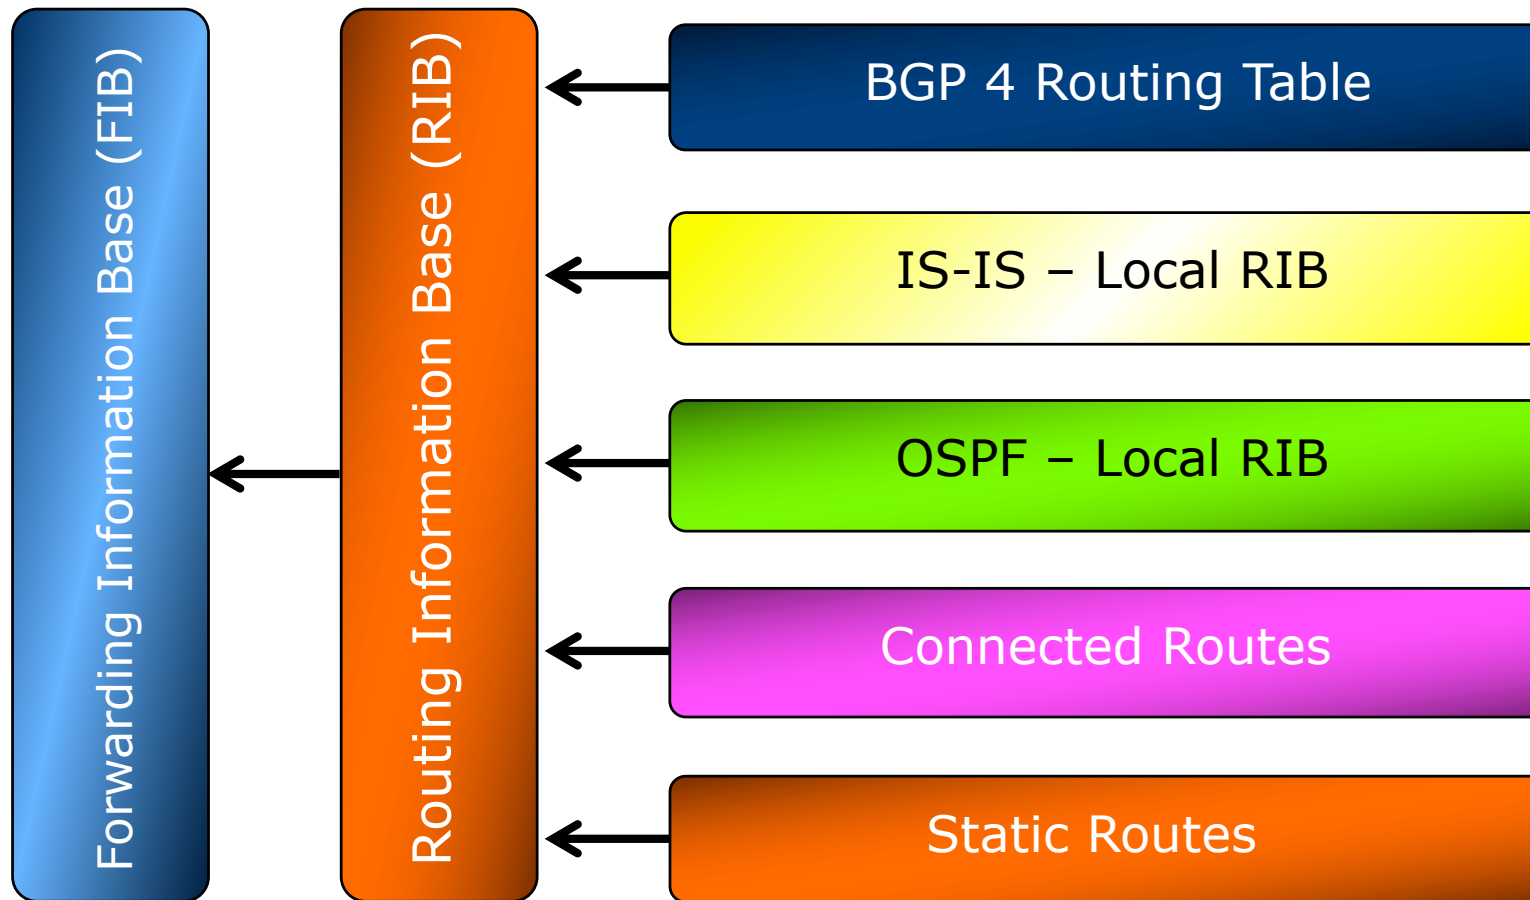 Forwarding Information Base (FIB)
Routing Information Base (RIB)
BGP 4 Routing Table
IS-IS – Local RIB
OSPF – Local RIB
Connected Routes
Static Routes